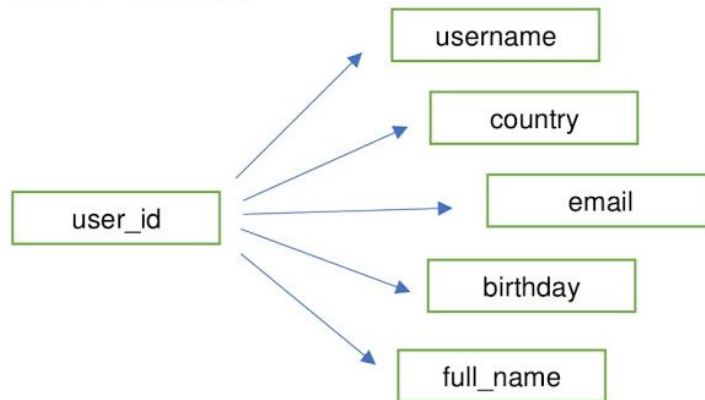 username
country
user_id
email
birthday
full_name